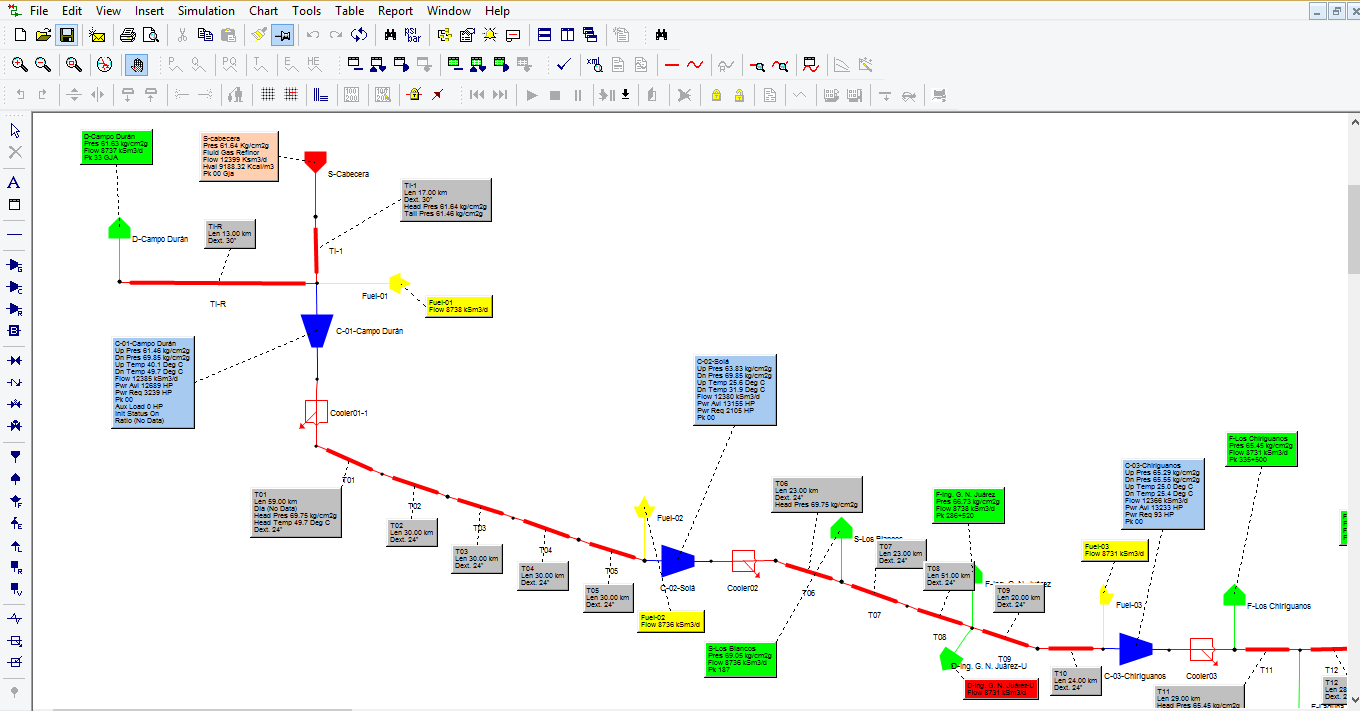 File Edit View Insert Simulation Chart Tools Table Report Window Help
D-Campo Durán
Pres 61.63 kg/cm2g
Flow 8737 kSm3/d
Pk 33 GJA
S-cabecera
Pres 61.64 Kg/cm2
Fluid Gas Refinor
Flow 12399 Ksm3/d
Hval 9188.32 Kcal/m3
Pk 00 Gja
S-Cabecera
TI-1
Len 17.00 km
Dext. 30"
Head Pres 61.64 kg/cm2g
Tail Pres 61.46 kg/cm2g
D-Campo Durán
TI-R
Len 13.00 km
Dext. 30"
TI-1
TI-R
Fuel-01
Fuel-01
Flow 8738 kSm3/d
C-01-Campo Durán
C-01-Campo Durán
Up Pres 61.46 kg/cm2g
Dn Pres 69.85 kg/cm2g
Up Temp 40.1 Deg C
Dn Temp 49.7 Deg C
Flow 12385 kSm3/d
Pwr Avl 12689 HP
Pwr Req 3239 HP
Pk 00
Aux Load 0 HP
Init Status On
Ratio (No Data)
Cooler01-1
C-02-Solá
Up Pres 63.83 kg/cm2g
Dn Pres 69.85 kg/cm2g
Up Temp 25.6 Deg C
Dn Temp 31.9 Deg C
Flow 12380 kSm3/d
Pwr Avl 13155 HP
Pwr Req 2105 HP
Pk 00
T01
T01
Len 59.00 km
Dia (No Data)
Head Pres 69.75 kg/cm2g
Head Temp 49.7 Deg C
Dext. 24"
T02
T02
Len 30.00 km
Dext. 24"
T03
T03
Len 30.00 km
Dext. 24"
T04
T04
Len 30.00 km
Dext. 24"
T05
T05
Len 30.00 km
Dext. 24"
Fuel-02
C-02-Solá
Fuel-02
Flow 8736 kSm3/d
Cooler02
T06
Len 23.00 km
Dext. 24"
Head Pres 69.75 kg/cm2g
T06
S-Los Blancos
S-Los Blancos
Pres 69.05 kg/cm2g
Flow 8736 kSm3/d
Pk 187
T07
Len 23.00 km
Dext. 24"
T07
F-Ing. G. N. Juárez
Pres 66.73 kg/cm2g
Flow 8738 kSm3/d
Pk 286+520
T08
Len 51.00 km
Dext. 24"
T08
F-Ing. G. N. Juárez
T09
Len 20.00 km
Dext. 24"
T09
D-Ing. G. N. Juárez-U
D-Ing. G. N. Juárez-U
Flow 8731 kSm3/d
T10
Len 24.00 km
Dext. 24"
Fuel-03
Flow 8731 kSm3/d
Fuel-03
C-03-Chiriguanos
Up Pres 65.29 kg/cm2g
Dn Pres 65.55 kg/cm2g
Up Temp 25.0 Deg C
Dn Temp 25.4 Deg C
Flow 12366 kSm3/d
Pwr Avl 13233 HP
Pwr Req 93 HP
Pk 00
C-03-Chiriguanos
Cooler03
F-Los Chiriguanos
Pres 65.45 kg/cm2g
Flow 8731 kSm3/d
Pk 335+500
F-Los Chiriguanos
T11
T11
Len 29.00 km
Head Pres 65.45 kg/cm2g
T12
T12